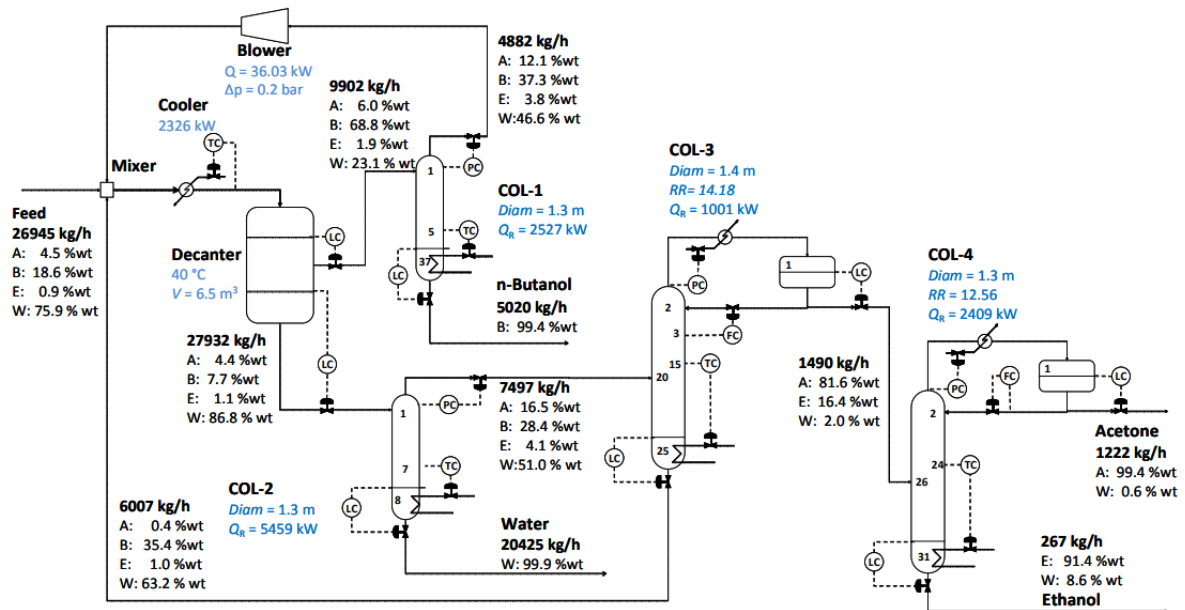 Blower
Q = 36.03 kW
Δp = 0.2 bar
4882 kg/h
A: 12.1 %wt
B: 37.3 %wt
E: 3.8 %wt
W:46.6 % wt
9902 kg/h
A: 6.0 %wt
B: 68.8 %wt
E: 1.9 %wt
W: 23.1 % wt
Cooler
2326 kW
TC
Mixer
Feed
26945 kg/h
A: 4.5 %wt
B: 18.6 %wt
E: 0.9 %wt
W: 75.9 % wt
Decanter
40 °C
V = 6.5 m³
LC
LC
1
5
37
PC
TC
LC
COL-1
Diam = 1.3 m
QR = 2527 kW
n-Butanol
5020 kg/h
B: 99.4 %wt
27932 kg/h
A: 4.4 %wt
B: 7.7 %wt
E: 1.1 %wt
W: 86.8 % wt
1
7
8
PC
TC
LC
COL-2
Diam = 1.3 m
QR = 5459 kW
7497 kg/h
A: 16.5 %wt
B: 28.4 %wt
E: 4.1 %wt
W:51.0 % wt
Water
20425 kg/h
W: 99.9 %wt
6007 kg/h
A: 0.4 %wt
B: 35.4 %wt
E: 1.0 %wt
W: 63.2 % wt
COL-3
Diam = 1.4 m
RR= 14.18
QR = 1001 kW
PC
1
LC
2
3
FC
15
TC
20
25
LC
1490 kg/h
A: 81.6 %wt
E: 16.4 %wt
W: 2.0 %wt
COL-4
Diam = 1.3 m
RR = 12.56
QR = 2409 kW
PC
FC
1
LC
2
24
TC
26
31
LC
Acetone
1222 kg/h
A: 99.4 %wt
W: 0.6 %wt
267 kg/h
E: 91.4 %wt
W: 8.6 % wt
Ethanol